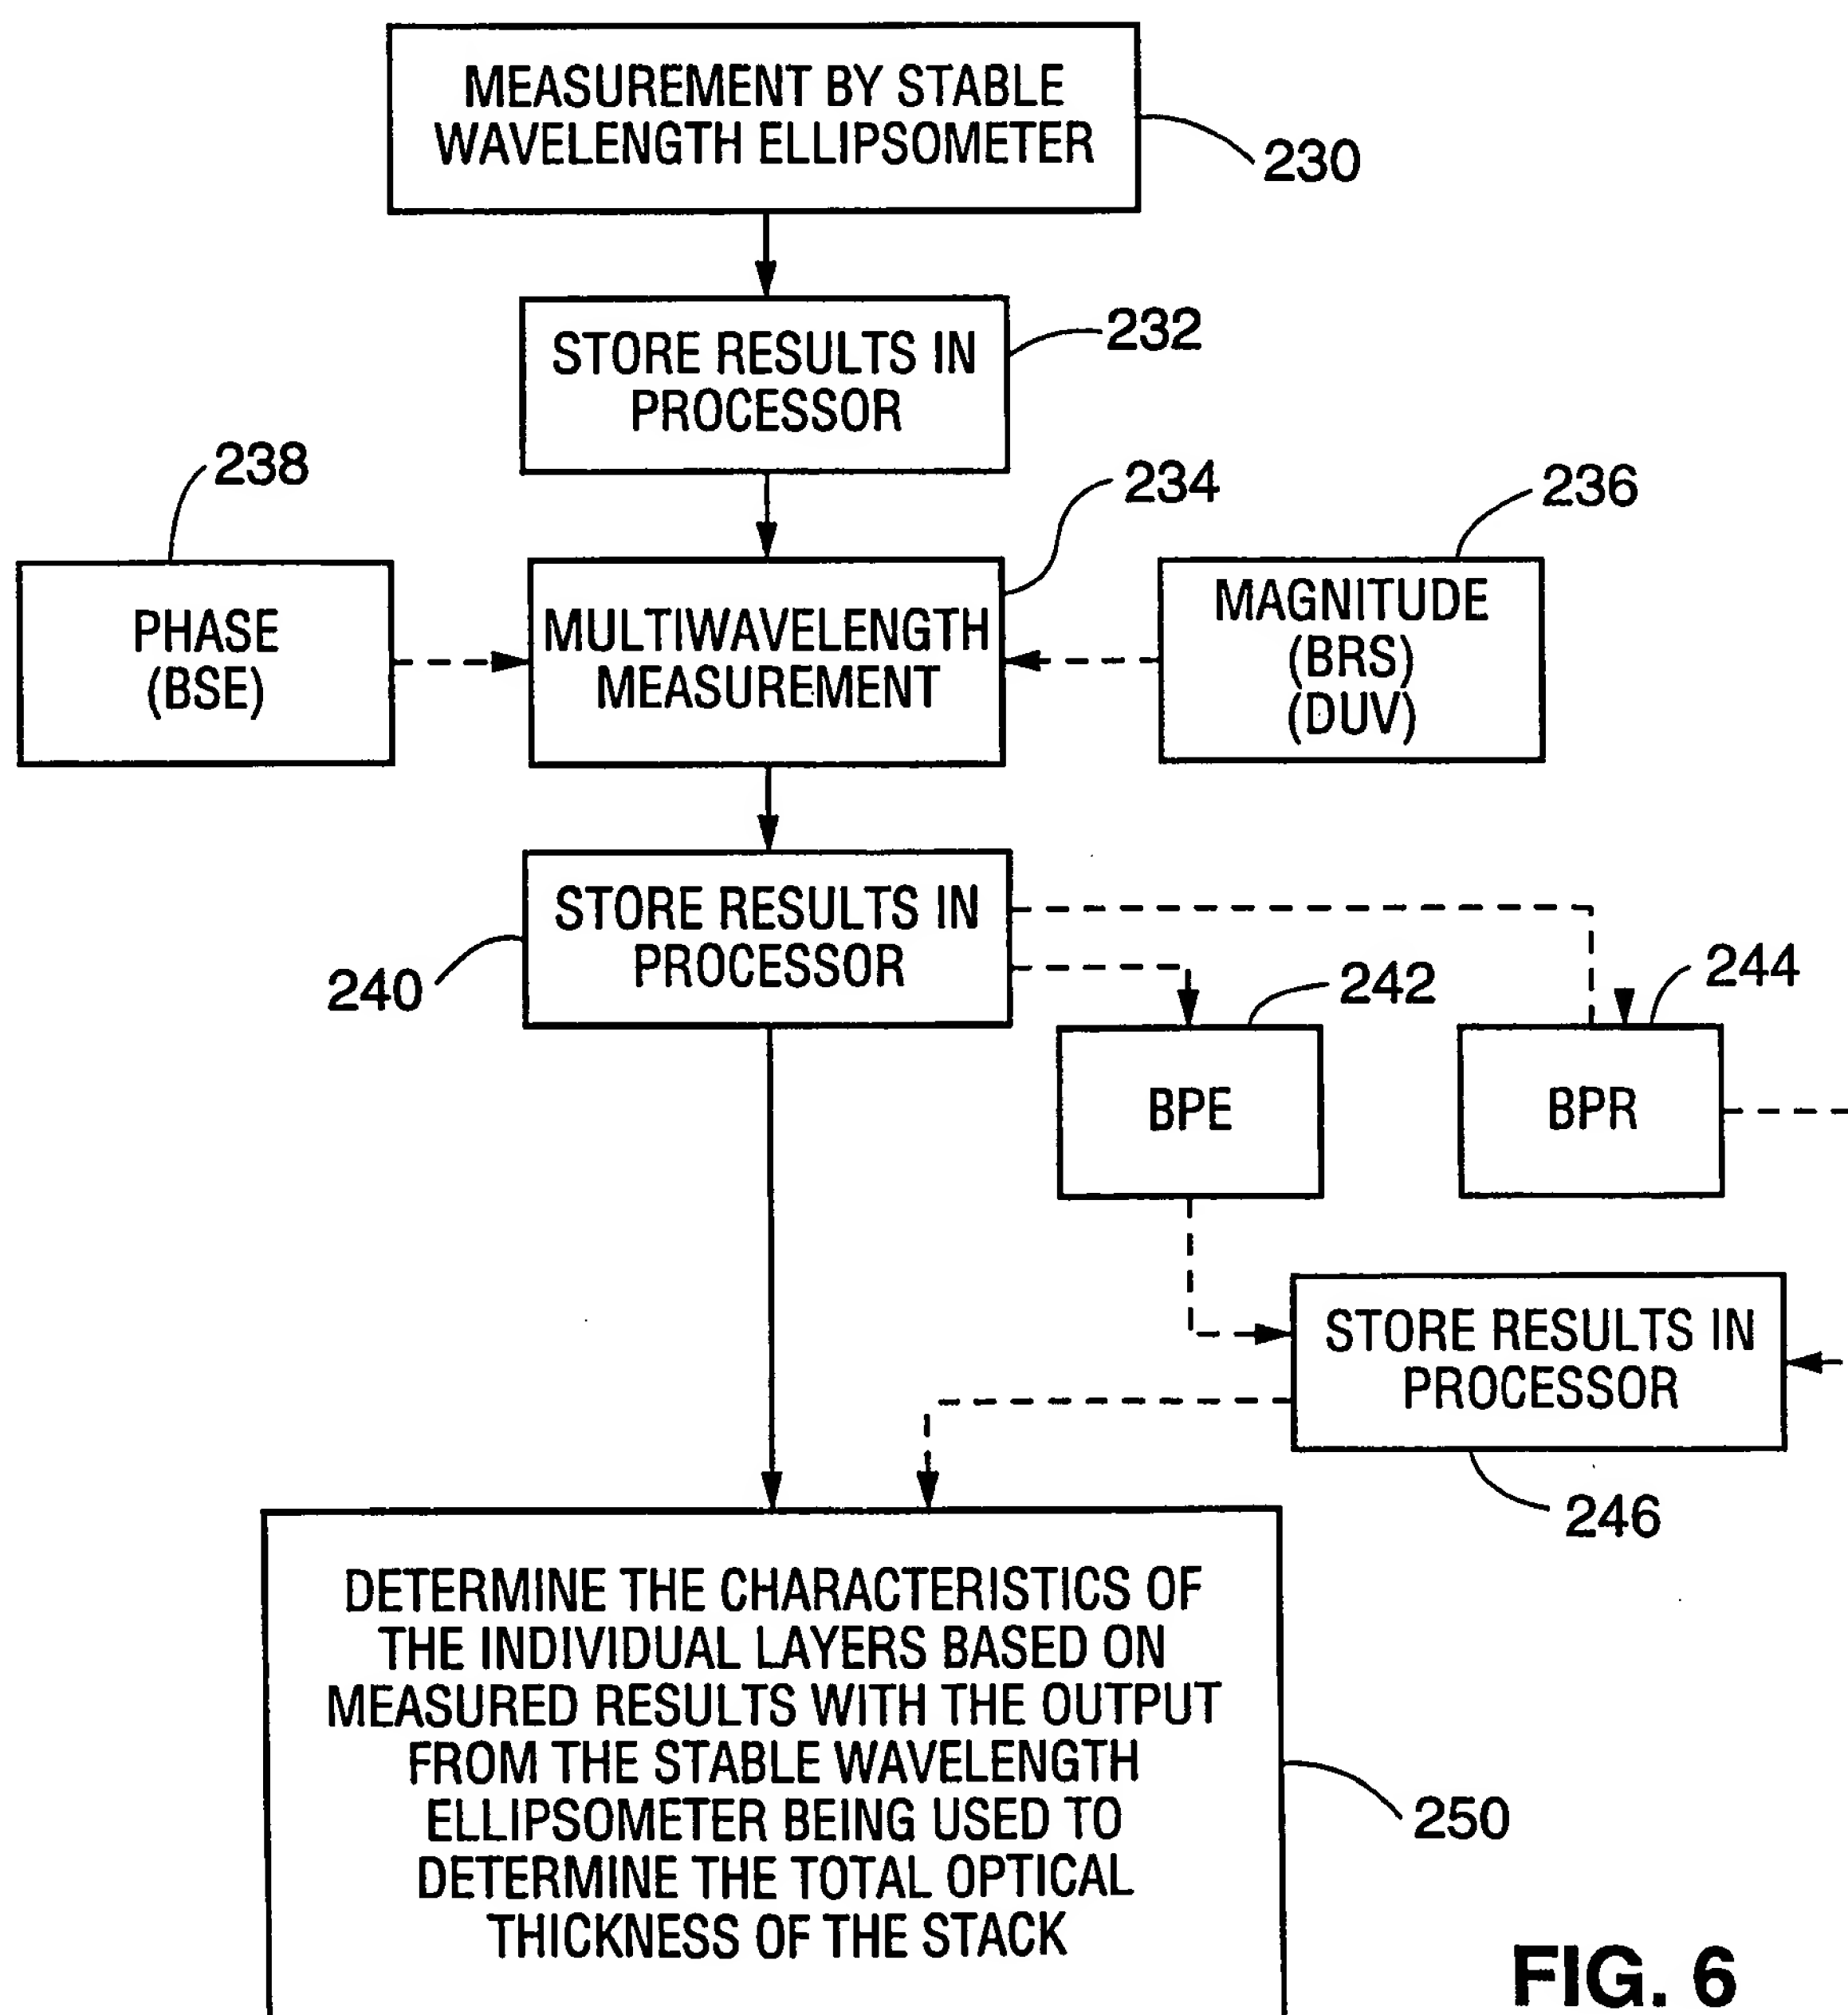 MEASUREMENT BY STABLE
WAVELENGTH ELLIPSOMETER
230
STORE RESULTS IN
PROCESSOR
232
238
234
236
PHASE
(BSE)
MULTIWAVELENGTH
MEASUREMENT
MAGNITUDE
(BRS)
(DUV)
STORE RESULTS IN
PROCESSOR
240
242
244
BPE
BPR
STORE RESULTS IN
PROCESSOR
246
DETERMINE THE CHARACTERISTICS OF
THE INDIVIDUAL LAYERS BASED ON
MEASURED RESULTS WITH THE OUTPUT
FROM THE STABLE WAVELENGTH
ELLIPSOMETER BEING USED TO
DETERMINE THE TOTAL OPTICAL
THICKNESS OF THE STACK
250
FIG. 6